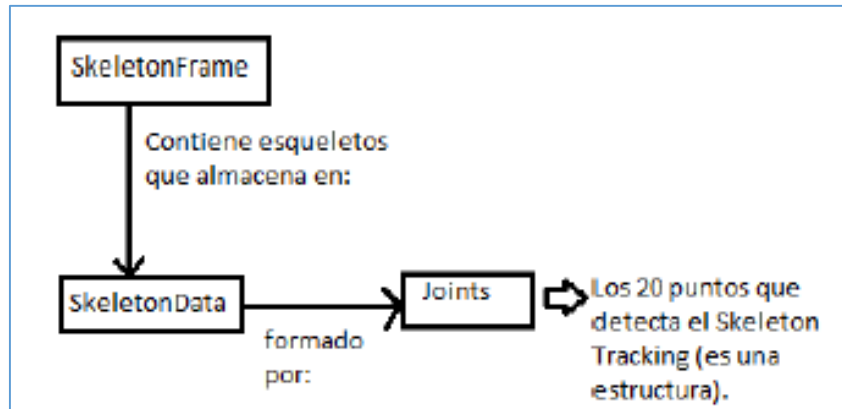 SkeletonFrame
Contiene esqueletos
que almacena en:
SkeletonData
formado
por:
Joints
Los 20 puntos que
detecta el Skeleton
Tracking (es una
estructura).